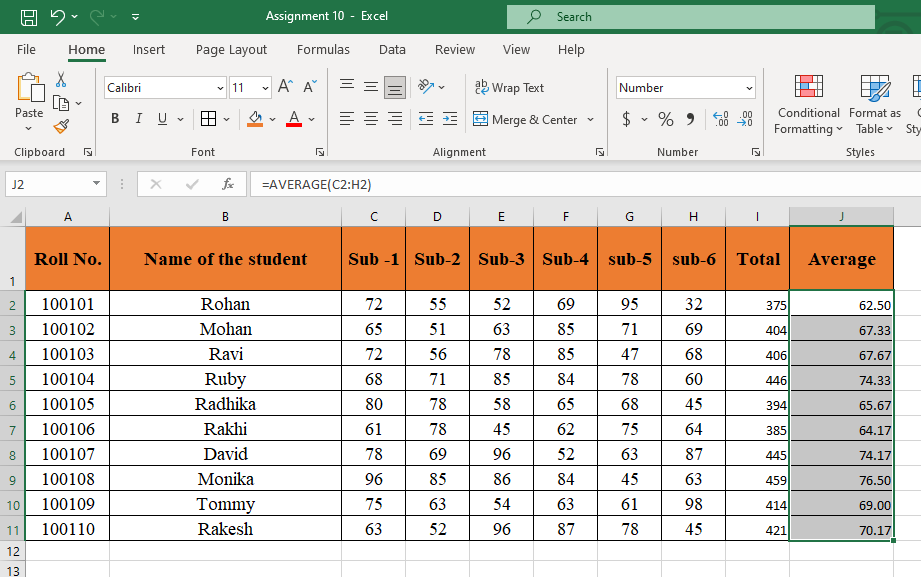 Assignment 10 - Excel
Search
File Home Insert Page Layout Formulas Data Review View Help
Paste
Calibri 11
B I U A
A A
ab Wrap Text
Merge & Center
Number
$ % 9
Conditional Formatting
Format as Table
Clipboard Font Alignment Number Styles
J2 fx =AVERAGE(C2:H2)
A B C D E F G H I J
1 Roll No. Name of the student Sub -1 Sub-2 Sub-3 Sub-4 sub-5 sub-6 Total Average
2 100101 Rohan 72 55 52 69 95 32 375 62.50
3 100102 Mohan 65 51 63 85 71 69 404 67.33
4 100103 Ravi 72 56 78 85 47 68 406 67.67
5 100104 Ruby 68 71 85 84 78 60 446 74.33
6 100105 Radhika 80 78 58 65 68 45 394 65.67
7 100106 Rakhi 61 78 45 62 75 64 385 64.17
8 100107 David 78 69 96 52 63 87 445 74.17
9 100108 Monika 96 85 86 84 45 63 459 76.50
10 100109 Tommy 75 63 54 63 61 98 414 69.00
11 100110 Rakesh 63 52 96 87 78 45 421 70.17
12
13